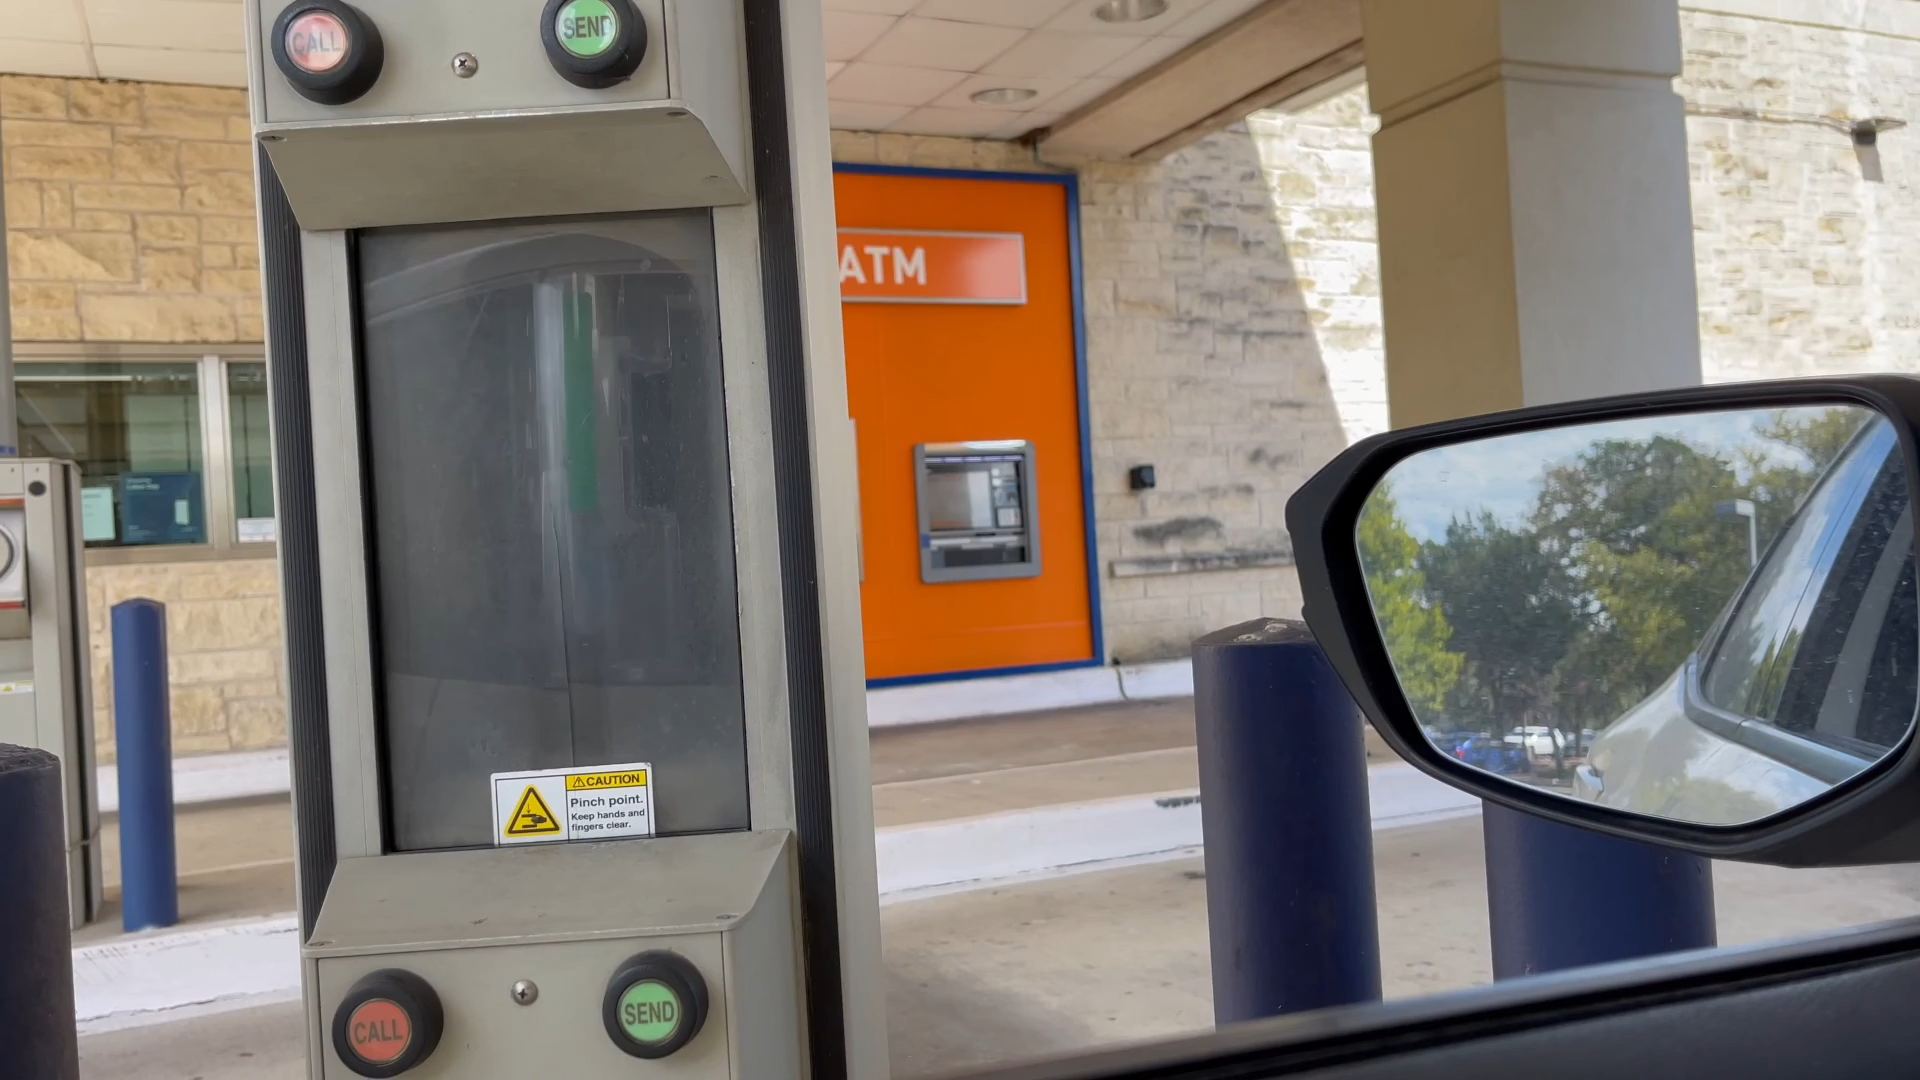 CALL
SEND
ATM
CAUTION
Pinch point.
Keep hands and
fingers clear.
CALL
SEND